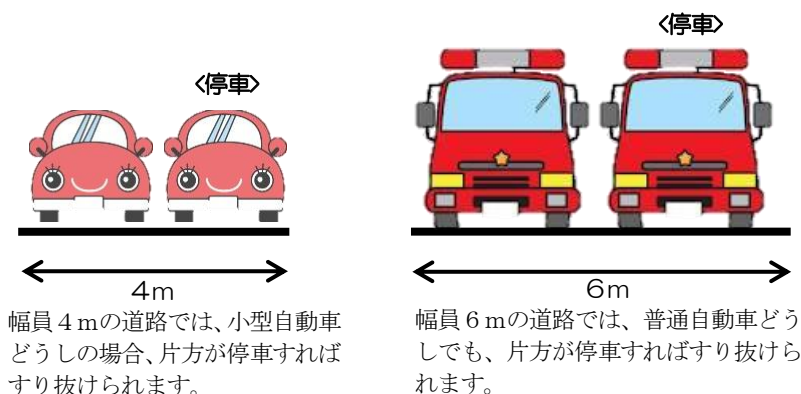 <停車>
4m
幅員4mの道路では、小型自動車
どうしの場合、片方が停車すれば
すり抜けられます。
<停車>
6m
幅員6mの道路では、普通自動車どう
しでも、片方が停車すればすり抜けら
れます。